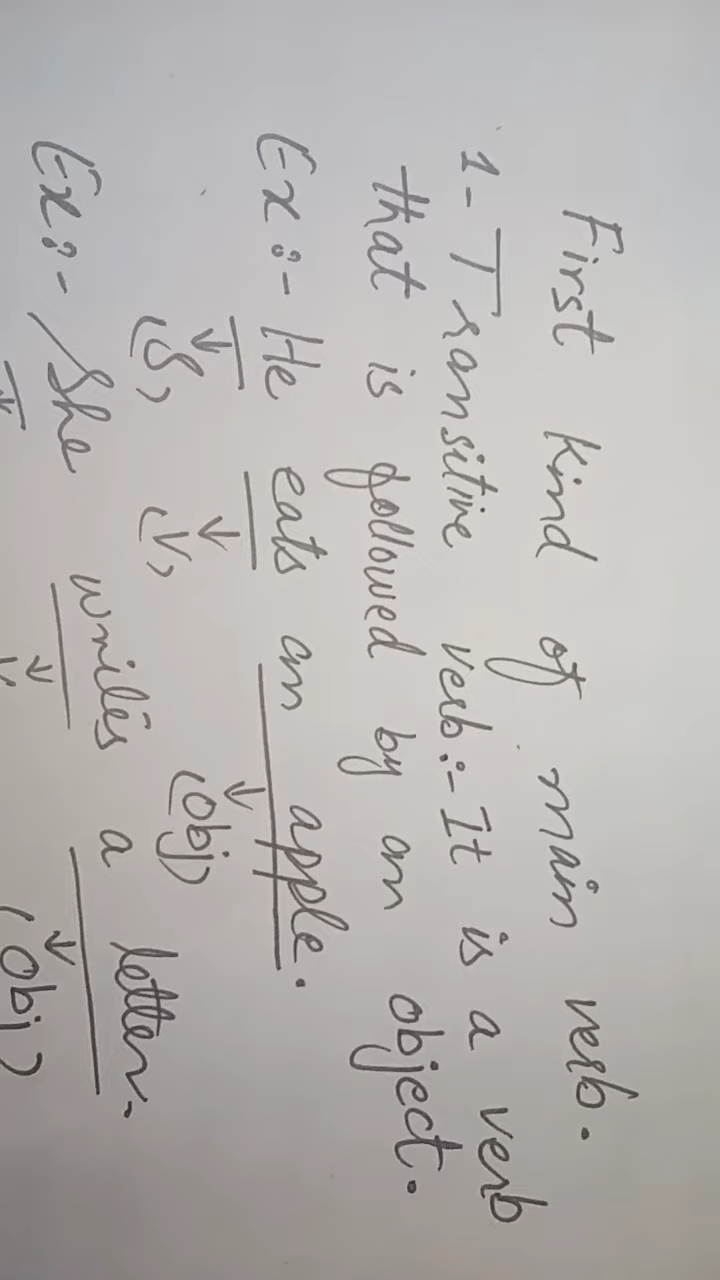 First kind of main verb.
1- Transitive verb:- It is a verb
that is followed by an object.
Ex:- He eats an apple.
(S) (V) (Obj)
Ex:- She writes a letter.
(Obj)